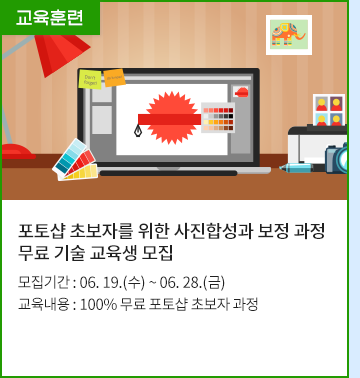 교육훈련
Don't
forget
포토샵 초보자를 위한 사진합성과 보정 과정
무료 기술 교육생 모집
모집기간 : 06. 19.(수) ~ 06. 28.(금)
교육내용 : 100% 무료 포토샵 초보자 과정